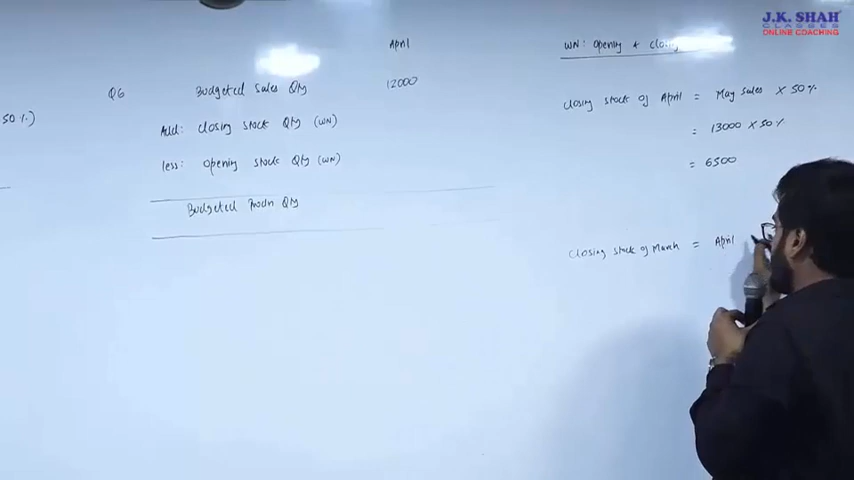 J.K. SHAH
CLASSES
ONLINE COACHING
April
WN: Opening & closing
50%)
Q6 Budgeted Sales Qty 12000
Add: closing stock Qty (WN)
less: opening stock Qty (WN)
Budgeted Prodn Qty
closing stock of April = May sales X 50%
= 13000 X 50%
= 6500
closing stock of March = April